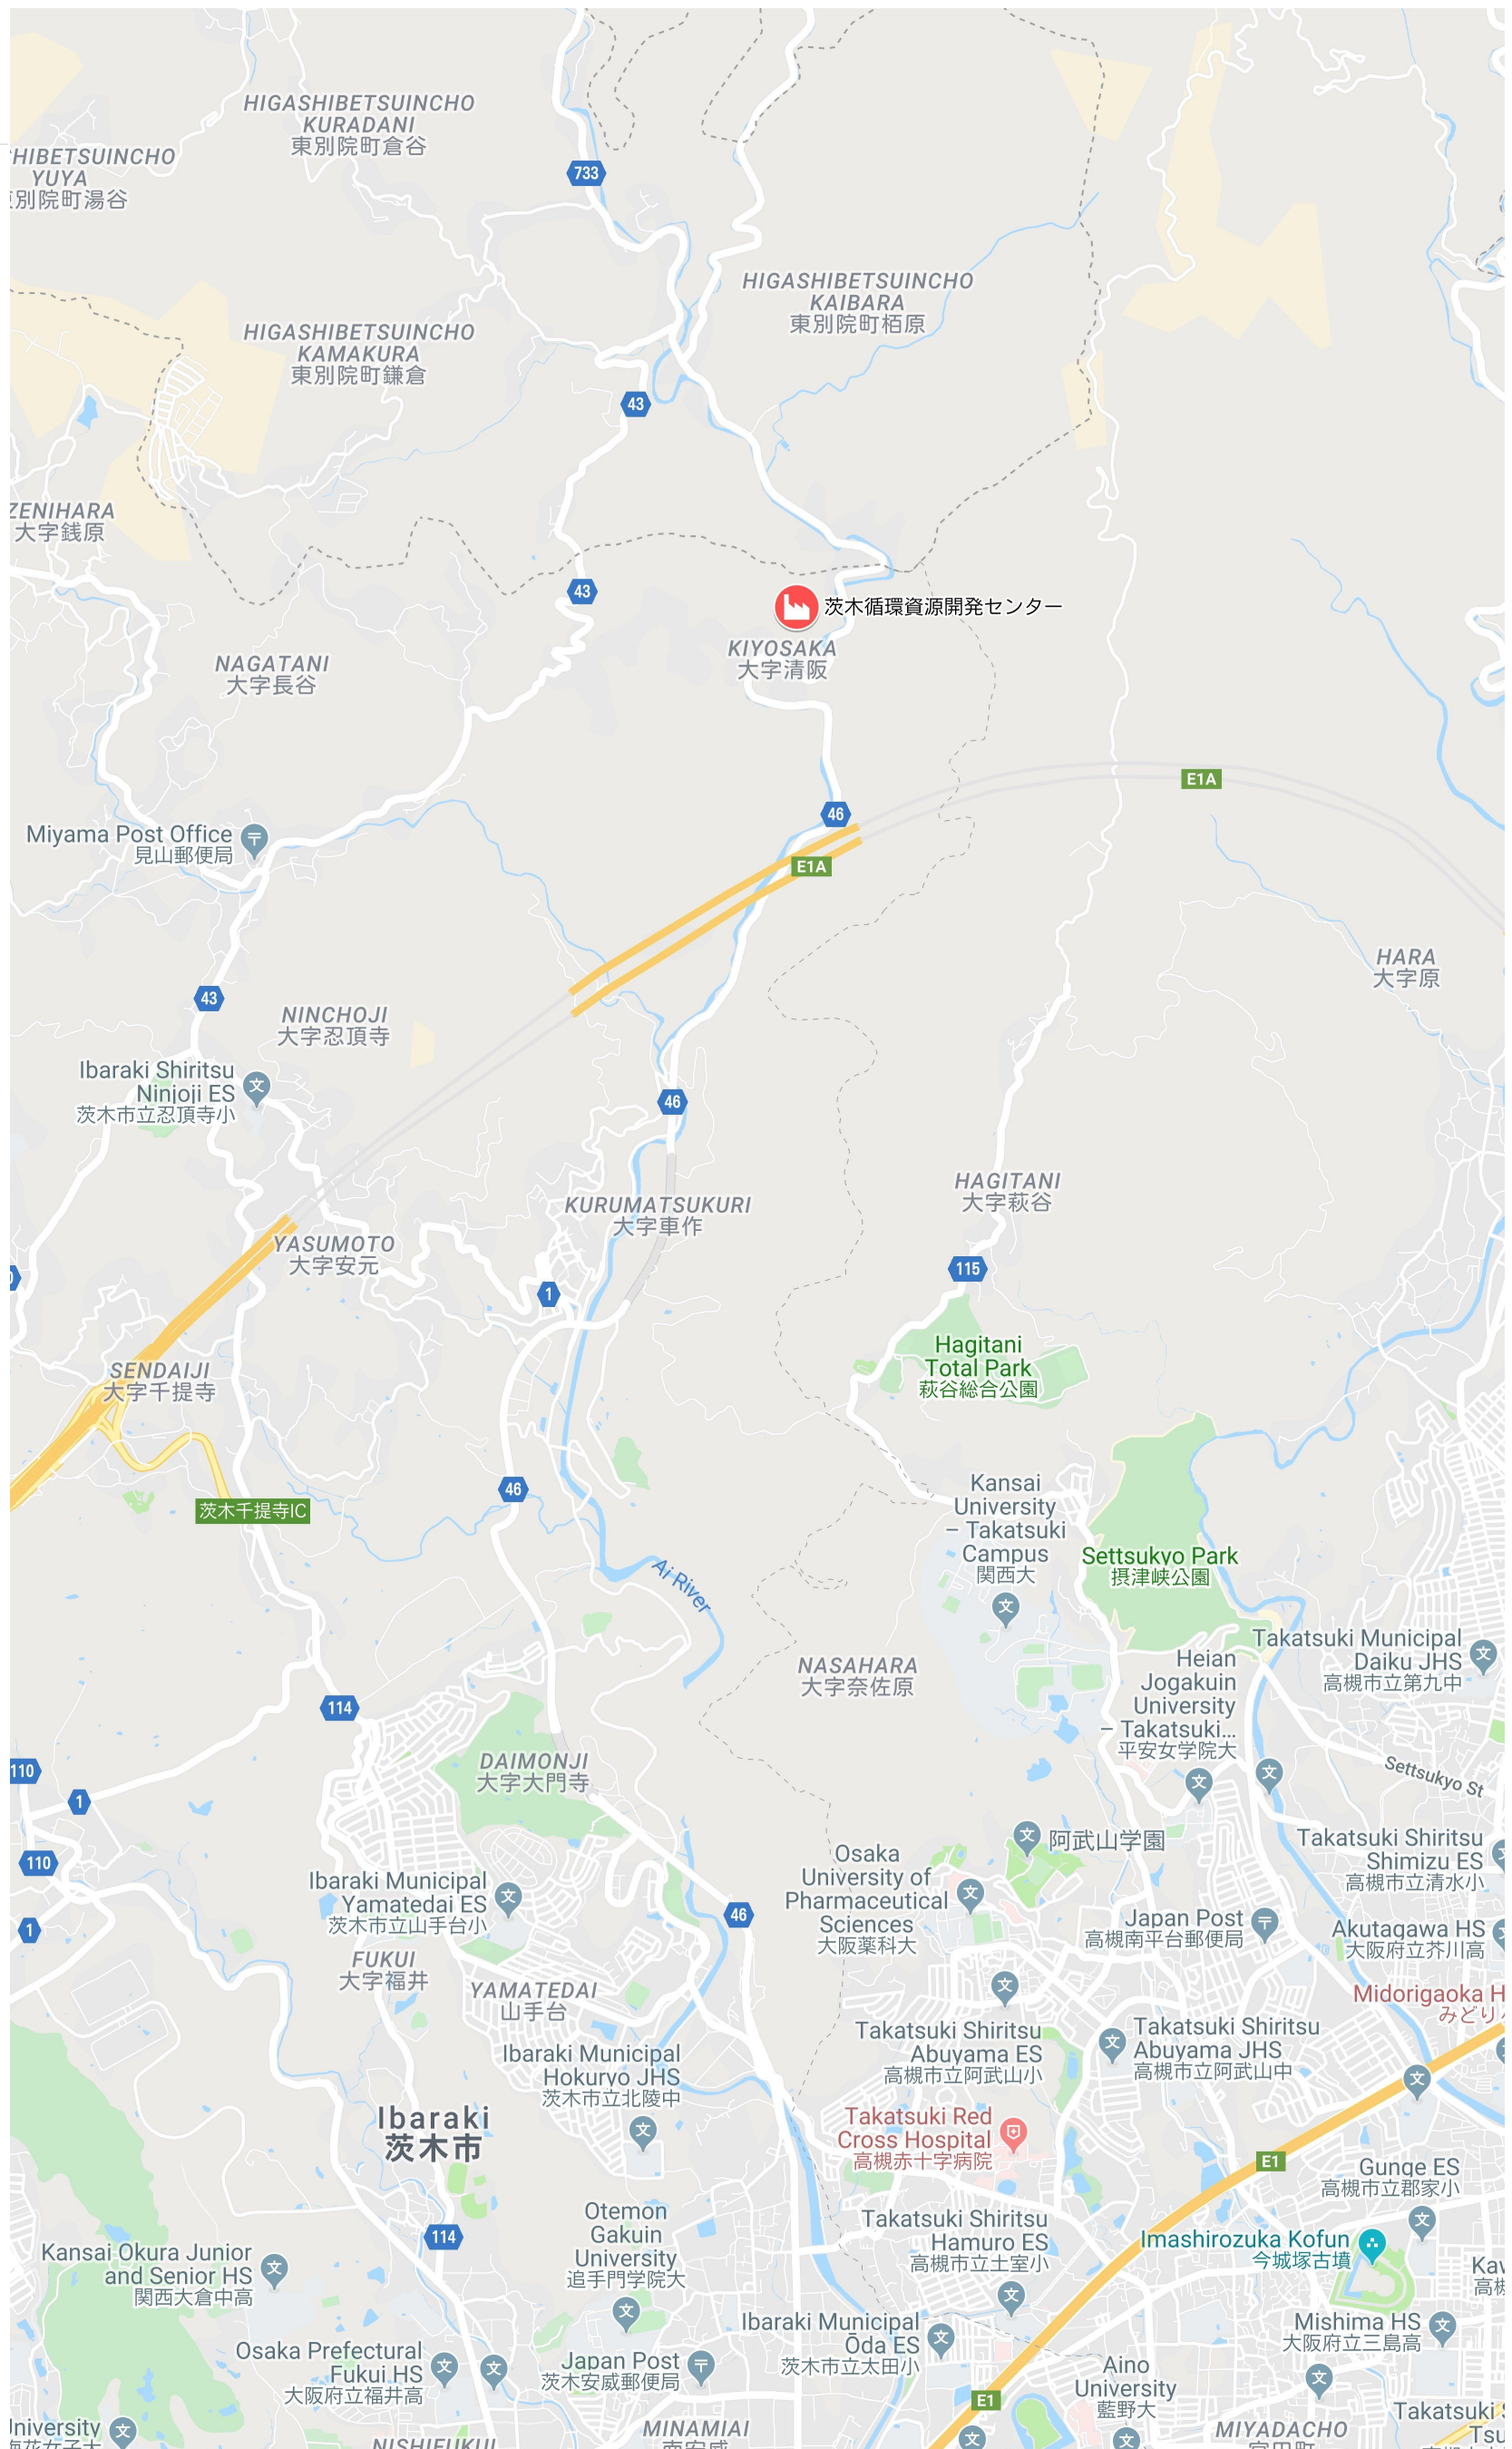 HIGASHIBETSUINCHO
KURADANI
東別院町倉谷
HIBETSUINCHO
YUYA
別院町湯谷
733
HIGASHIBETSUINCHO
KAIBARA
東別院町栢原
HIGASHIBETSUINCHO
KAMAKURA
東別院町鎌倉
43
ZENIHARA
大字銭原
43
茨木循環資源開発センター
KIYOSAKA
大字清阪
NAGATANI
大字長谷
E1A
46
Miyama Post Office
見山郵便局
E1A
HARA
大字原
43
NINCHOJI
大字忍頂寺
Ibaraki Shiritsu
Ninjoji ES
茨木市立忍頂寺小
46
HAGITANI
大字萩谷
KURUMATSUKURI
大字車作
YASUMOTO
大字安元
115
1
Hagitani
Total Park
萩谷総合公園
SENDAIJI
大字千提寺
46
茨木千提寺IC
Kansai
University
– Takatsuki
Campus
関西大
Settsukyo Park
摂津峡公園
Ai River
Takatsuki Municipal
Daiku JHS
高槻市立第九中
NASAHARA
大字奈佐原
Heian
Jogakuin
University
– Takatsuki...
平安女学院大
114
DAIMONJI
大字大門寺
110
1
Settsukyo St
110
阿武山学園
Takatsuki Shiritsu
Shimizu ES
高槻市立清水小
Osaka
University of
Pharmaceutical
Sciences
大阪薬科大
Ibaraki Municipal
Yamatedai ES
茨木市立山手台小
46
1
Japan Post
高槻南平台郵便局
Akutagawa HS
大阪府立芥川高
FUKUI
大字福井
YAMATEDAI
山手台
Midorigaoka H
みどり
Takatsuki Shiritsu
Abuyama ES
高槻市立阿武山小
Takatsuki Shiritsu
Abuyama JHS
高槻市立阿武山中
Ibaraki Municipal
Hokuryo JHS
茨木市立北陵中
Ibaraki
茨木市
Takatsuki Red
Cross Hospital
高槻赤十字病院
E1
Gunge ES
高槻市立郡家小
114
Otemon
Gakuin
University
追手門学院大
Takatsuki Shiritsu
Hamuro ES
高槻市立土室小
Imashirozuka Kofun
今城塚古墳
Kansai Okura Junior
and Senior HS
関西大倉中高
Kaw
高槻
Osaka Prefectural
Fukui HS
大阪府立福井高
Japan Post
茨木安威郵便局
Ibaraki Municipal
Ōda ES
茨木市立太田小
Mishima HS
大阪府立三島高
Aino
University
藍野大
E1
University
MINAMIAI
MIYADACHO
Takatsuki S
Tsu
NISHIFUKUI